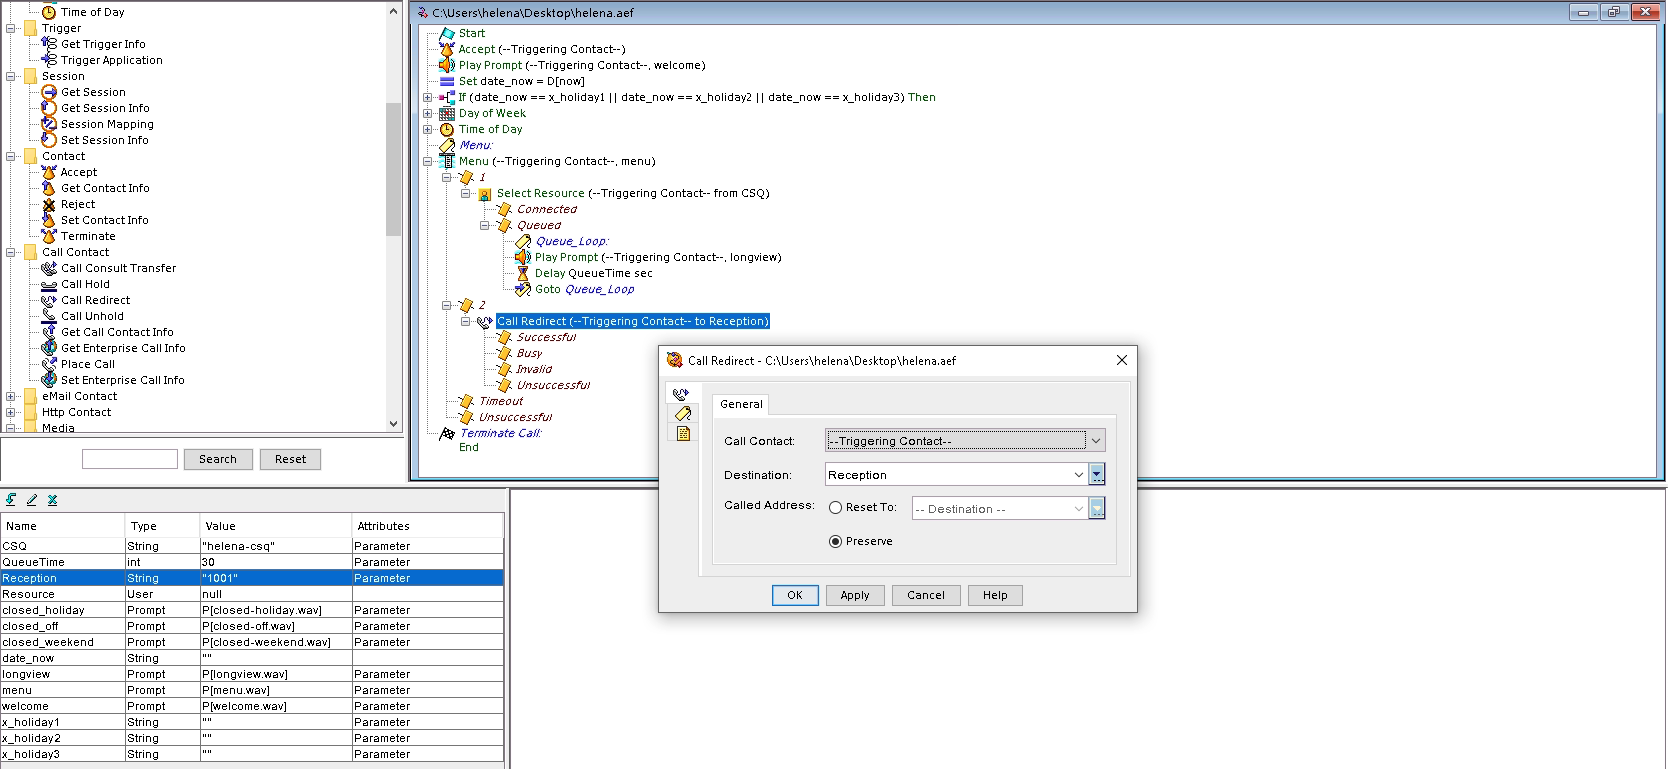 Time of Day
Trigger
Get Trigger Info
Trigger Application
Session
Get Session
Get Session Info
Session Mapping
Set Session Info
Contact
Accept
Get Contact Info
Reject
Set Contact Info
Terminate
Call Contact
Call Consult Transfer
Call Hold
Call Redirect
Call Unhold
Get Call Contact Info
Get Enterprise Call Info
Place Call
Set Enterprise Call Info
eMail Contact
Http Contact
Media
Search Reset
C:\Users\helena\Desktop\helena.aef
Start
Accept (--Triggering Contact--)
Play Prompt (--Triggering Contact--, welcome)
Set date_now = D[now]
If (date_now == x_holiday1 || date_now == x_holiday2 || date_now == x_holiday3) Then
Day of Week
Time of Day
Menu:
Menu (--Triggering Contact--, menu)
1
Select Resource (--Triggering Contact-- from CSQ)
Connected
Queued
Queue_Loop:
Play Prompt (--Triggering Contact--, longview)
Delay QueueTime sec
Goto Queue_Loop
2
Call Redirect (--Triggering Contact-- to Reception)
Successful
Busy
Invalid
Unsuccessful
Timeout
Unsuccessful
Terminate Call:
End
Call Redirect - C:\Users\helena\Desktop\helena.aef
General
Call Contact: --Triggering Contact--
Destination: Reception
Called Address: Reset To: -- Destination --
Preserve
OK Apply Cancel Help
Name Type Value Attributes
CSQ String "helena-csq" Parameter
QueueTime int 30 Parameter
Reception String "1001" Parameter
Resource User null
closed_holiday Prompt P[closed-holiday.wav] Parameter
closed_off Prompt P[closed-off.wav] Parameter
closed_weekend Prompt P[closed-weekend.wav] Parameter
date_now String ""
longview Prompt P[longview.wav] Parameter
menu Prompt P[menu.wav] Parameter
welcome Prompt P[welcome.wav] Parameter
x_holiday1 String "" Parameter
x_holiday2 String "" Parameter
x_holiday3 String "" Parameter